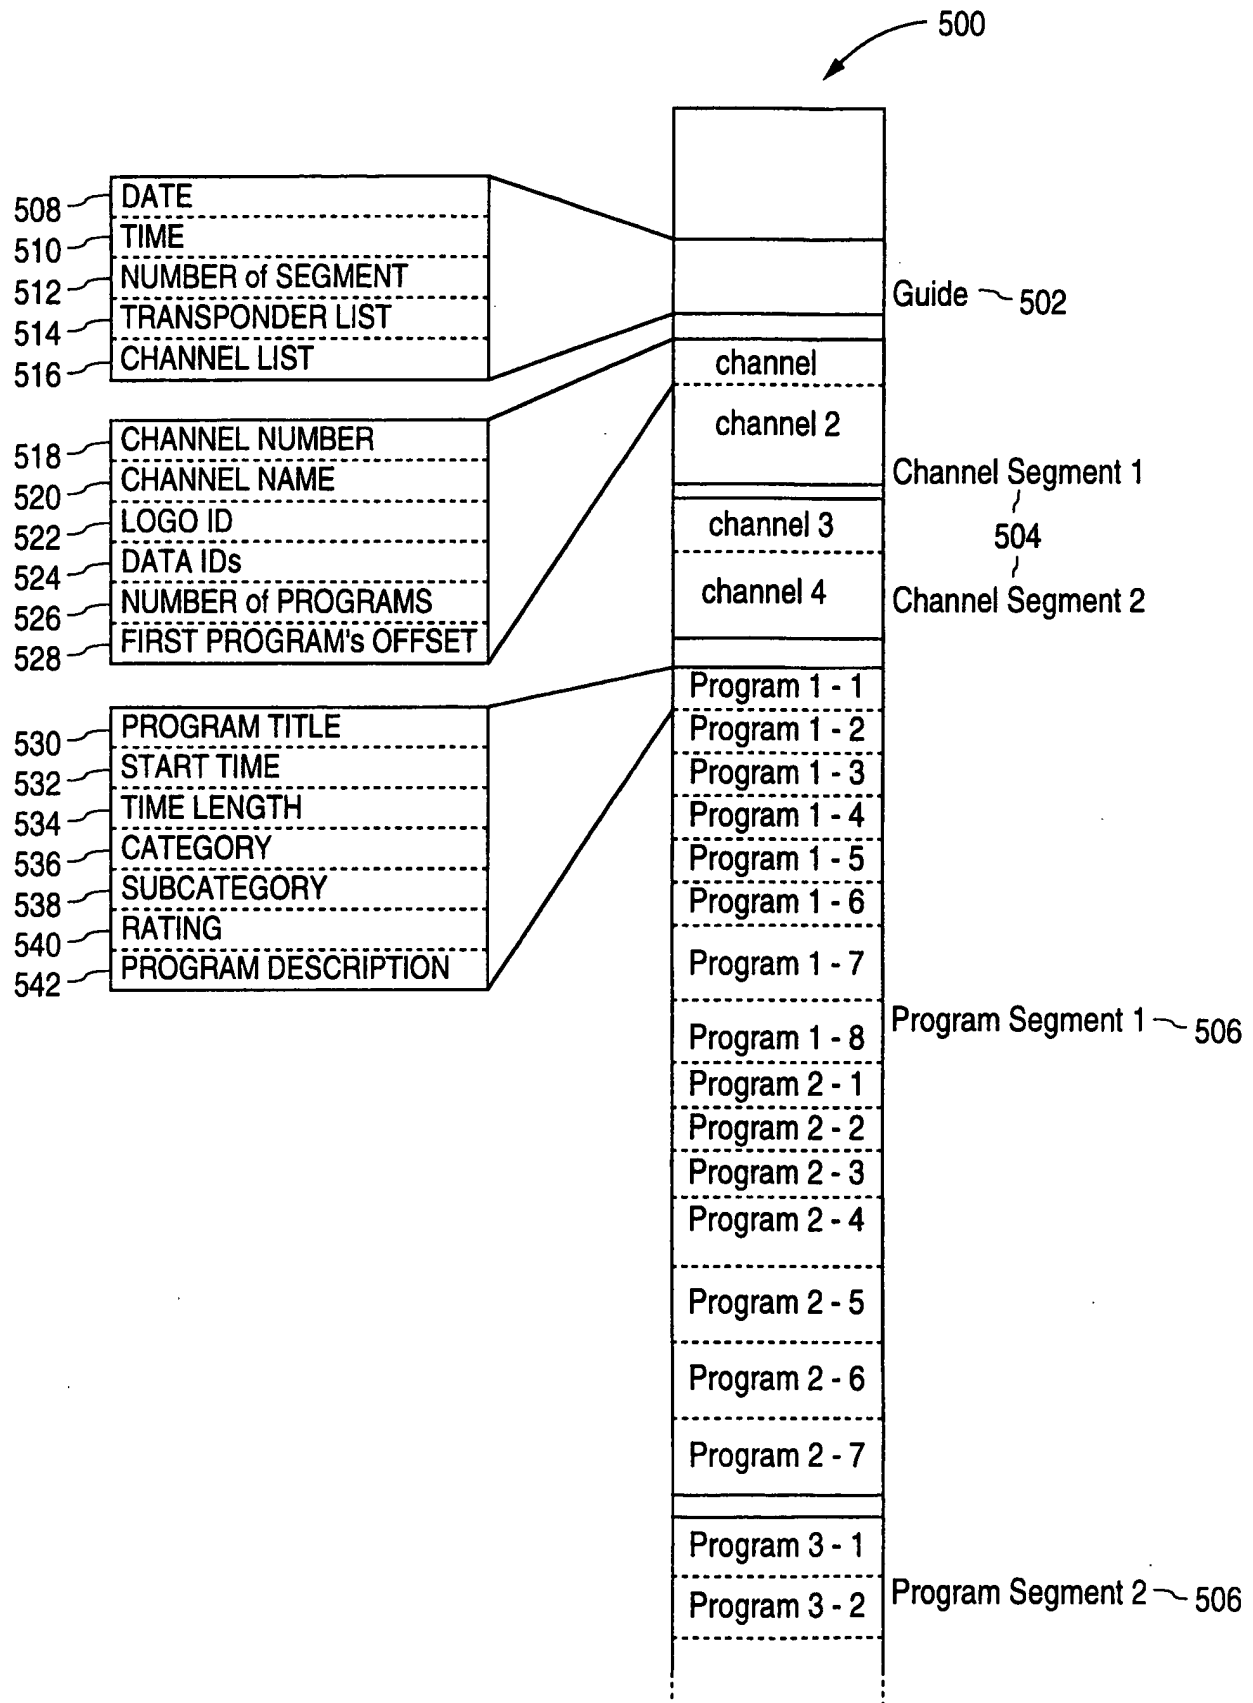 500
508 DATE
510 TIME
512 NUMBER of SEGMENT
514 TRANSPONDER LIST
516 CHANNEL LIST
Guide 502
518 CHANNEL NUMBER
520 CHANNEL NAME
522 LOGO ID
524 DATA IDs
526 NUMBER of PROGRAMS
528 FIRST PROGRAM's OFFSET
channel
channel 2
Channel Segment 1
504
channel 3
channel 4
Channel Segment 2
530 PROGRAM TITLE
532 START TIME
534 TIME LENGTH
536 CATEGORY
538 SUBCATEGORY
540 RATING
542 PROGRAM DESCRIPTION
Program 1 - 1
Program 1 - 2
Program 1 - 3
Program 1 - 4
Program 1 - 5
Program 1 - 6
Program 1 - 7
Program 1 - 8
Program Segment 1 506
Program 2 - 1
Program 2 - 2
Program 2 - 3
Program 2 - 4
Program 2 - 5
Program 2 - 6
Program 2 - 7
Program 3 - 1
Program 3 - 2
Program Segment 2 506